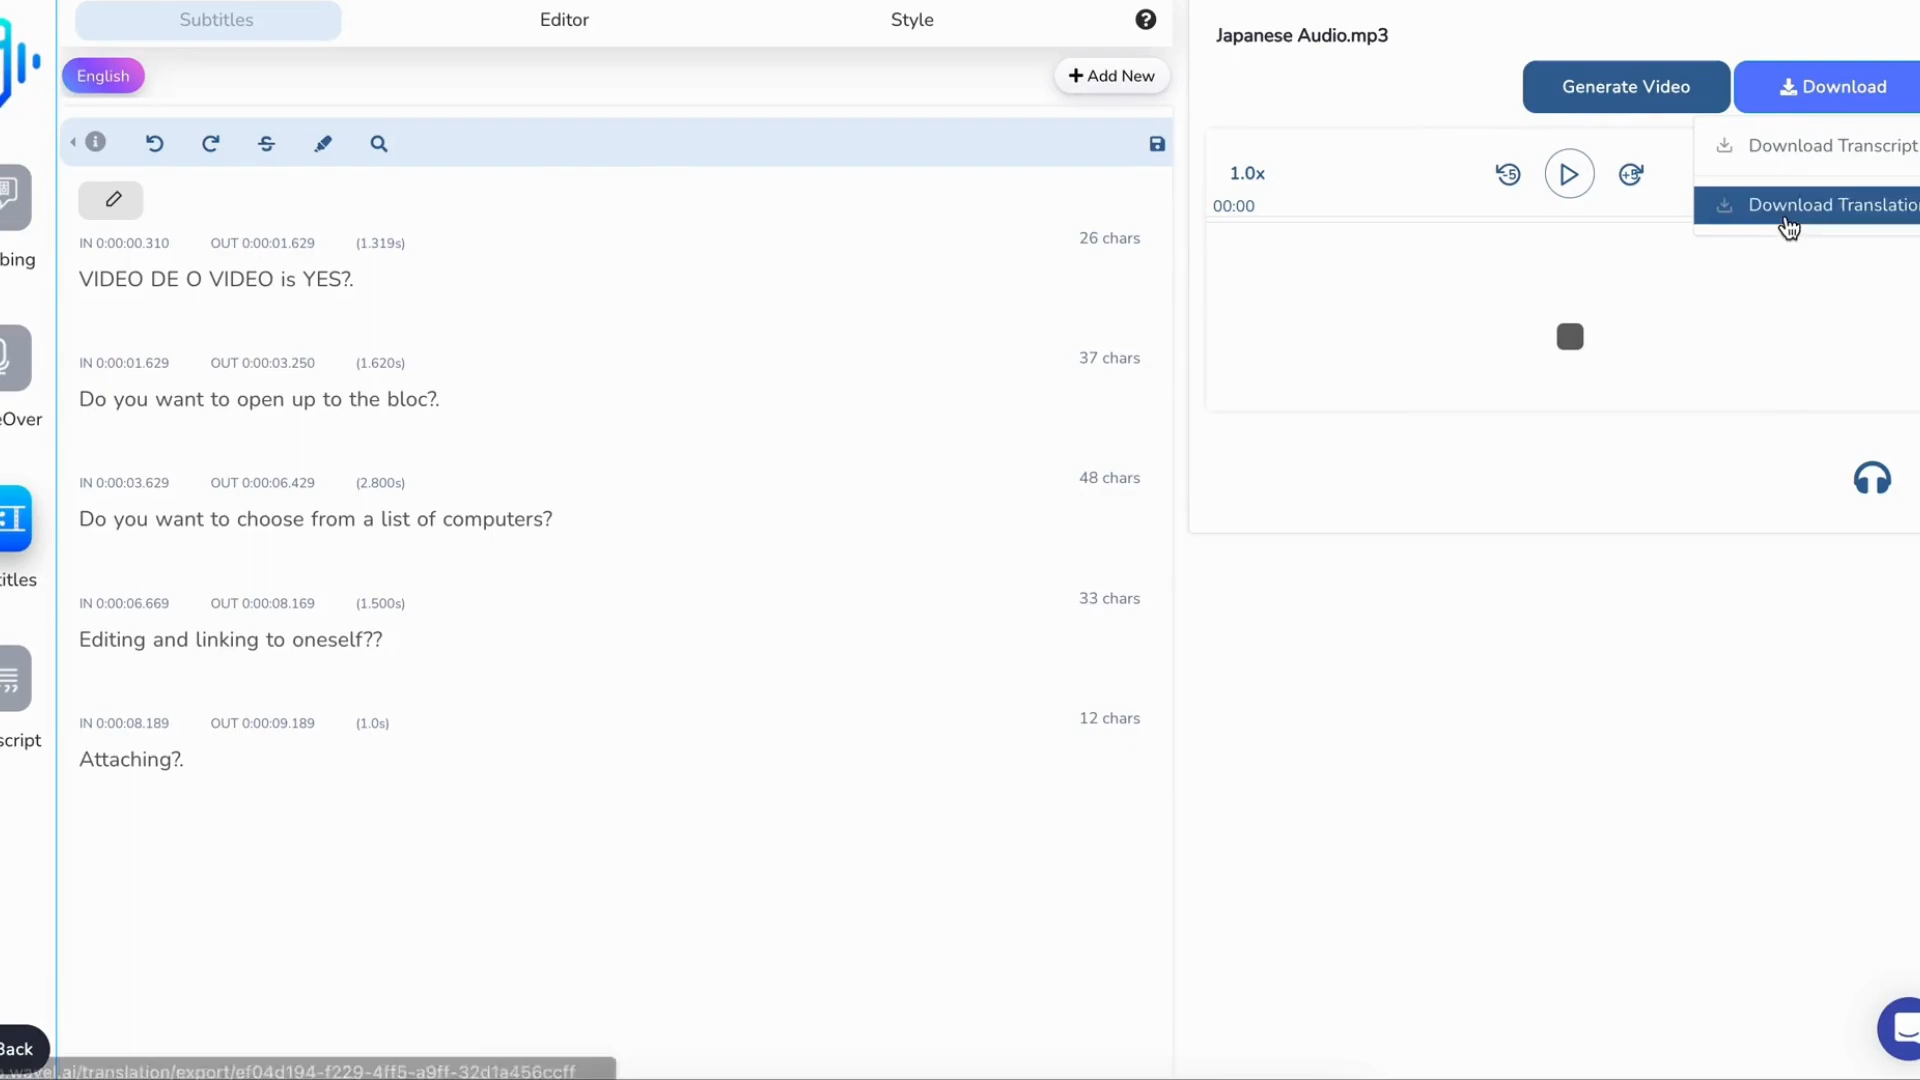 Subtitles
Editor
Style
English
+ Add New
IN 0:00:00.310 OUT 0:00:01.629 (1.319s) 26 chars
VIDEO DE O VIDEO is YES?.
IN 0:00:01.629 OUT 0:00:03.250 (1.620s) 37 chars
Do you want to open up to the bloc?.
IN 0:00:03.629 OUT 0:00:06.429 (2.800s) 48 chars
Do you want to choose from a list of computers?
IN 0:00:06.669 OUT 0:00:08.169 (1.500s) 33 chars
Editing and linking to oneself??
IN 0:00:08.189 OUT 0:00:09.189 (1.0s) 12 chars
Attaching?.
Japanese Audio.mp3
Generate Video
Download
Download Transcript
Download Translatio
1.0x
-5
+5
00:00
bing
eOver
titles
script
Back
.wavel.ai/translation/export/ef04d194-f229-4ff5-a9ff-32d1a456ccff